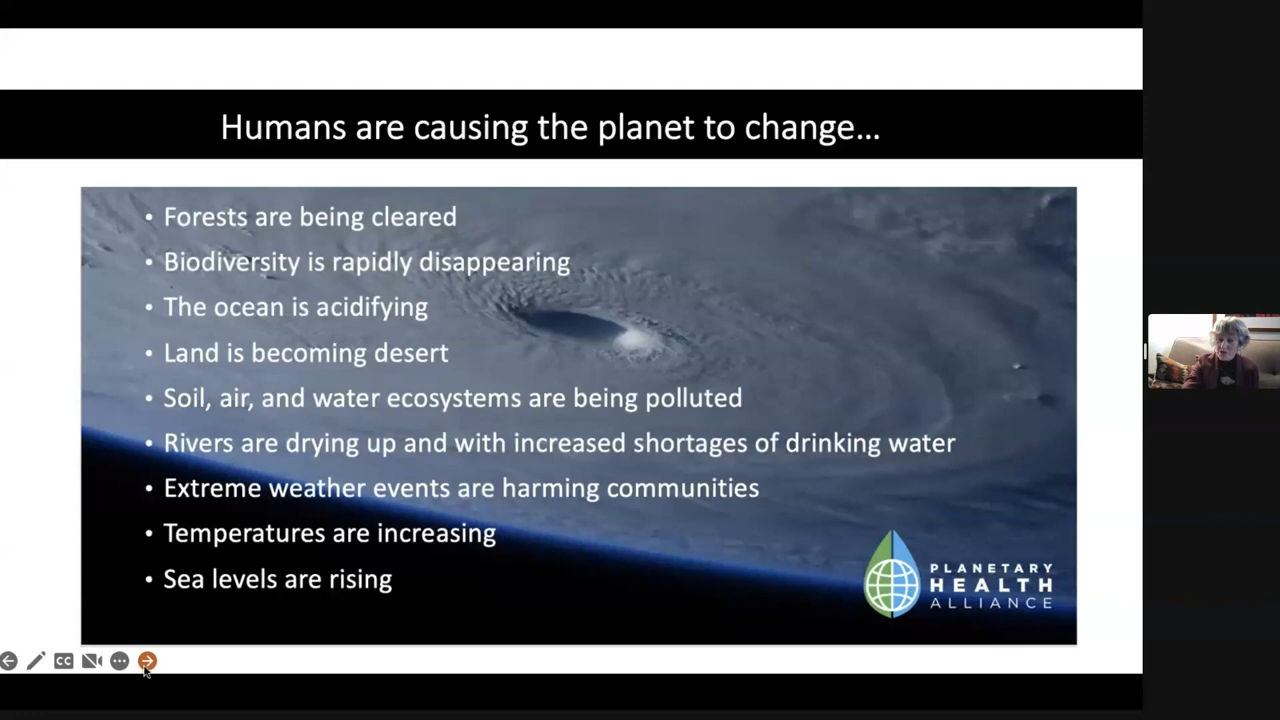 Humans are causing the planet to change...
• Forests are being cleared
• Biodiversity is rapidly disappearing
• The ocean is acidifying
• Land is becoming desert
• Soil, air, and water ecosystems are being polluted
• Rivers are drying up and with increased shortages of drinking water
• Extreme weather events are harming communities
• Temperatures are increasing
• Sea levels are rising
PLANETARY
HEALTH
ALLIANCE
CC